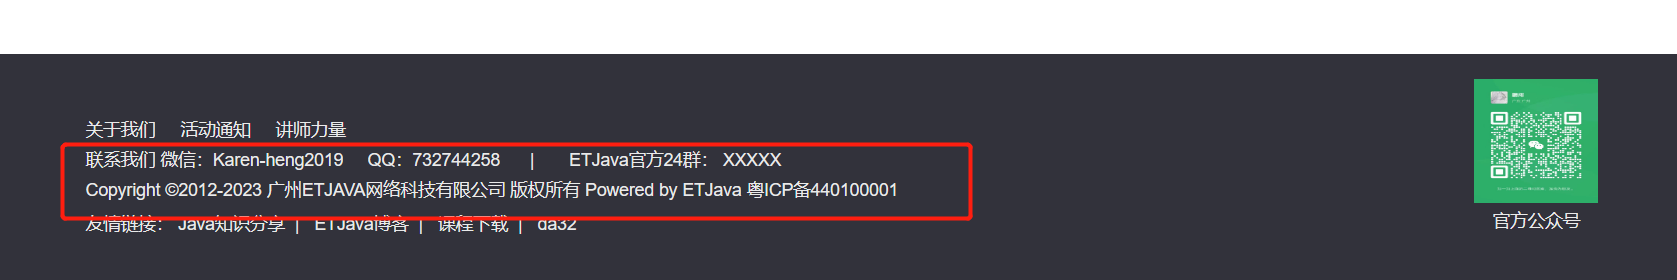 关于我们 活动通知 讲师力量
联系我们 微信：Karen-heng2019 QQ：732744258 | ETJava官方24群： XXXXX
Copyright ©2012-2023 广州ETJAVA网络科技有限公司 版权所有 Powered by ETJava 粤ICP备440100001
友情链接： Java知识分享 | ETJava博客 | 课程下载 | da32
官方公众号